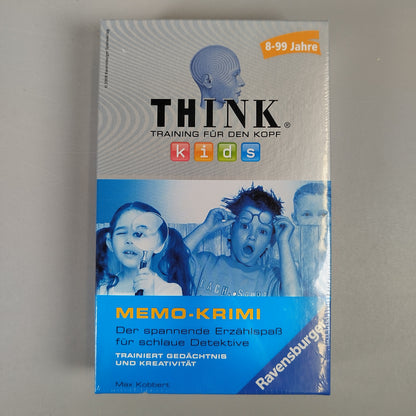 8-99 Jahre
THINK®
TRAINING FÜR DEN KOPF
kids
MEMO-KRIMI
Der spannende Erzählspaß
für schlaue Detektive
TRAINIERT GEDÄCHTNIS
UND KREATIVITÄT
Max Kobbert
Ravensburger